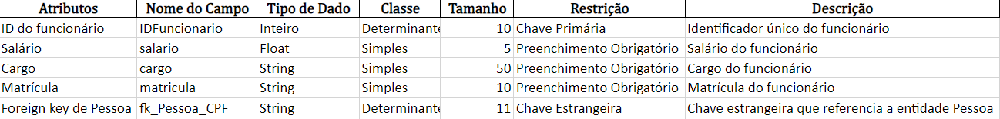 Atributos Nome do Campo Tipo de Dado Classe Tamanho Restrição Descrição
ID do funcionário IDFuncionario Inteiro Determinante 10 Chave Primária Identificador único do funcionário
Salário salario Float Simples 5 Preenchimento Obrigatório Salário do funcionário
Cargo cargo String Simples 50 Preenchimento Obrigatório Cargo do funcionário
Matrícula matricula String Simples 10 Preenchimento Obrigatório Matrícula do funcionário
Foreign key de Pessoa fk_Pessoa_CPF String Determinante 11 Chave Estrangeira Chave estrangeira que referencia a entidade Pessoa